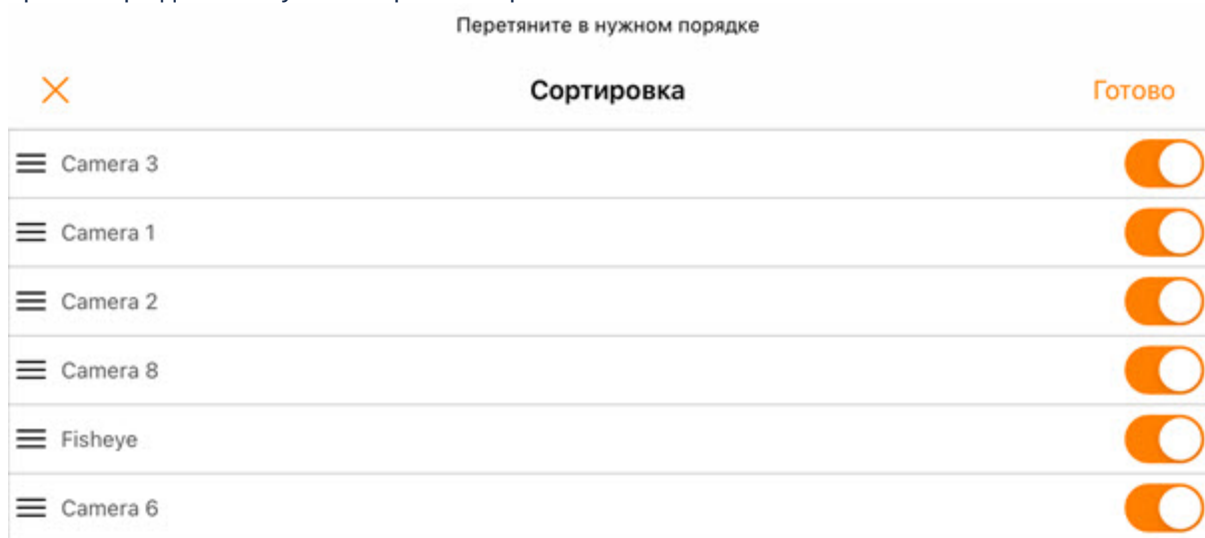 Перетяните в нужном порядке
Сортировка
Готово
Camera 3
Camera 1
Camera 2
Camera 8
Fisheye
Camera 6